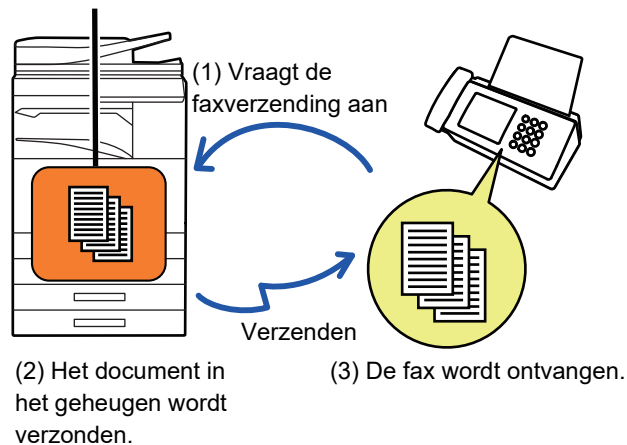 (1) Vraagt de
faxverzending aan
Verzenden
(2) Het document in
het geheugen wordt
verzonden.
(3) De fax wordt ontvangen.